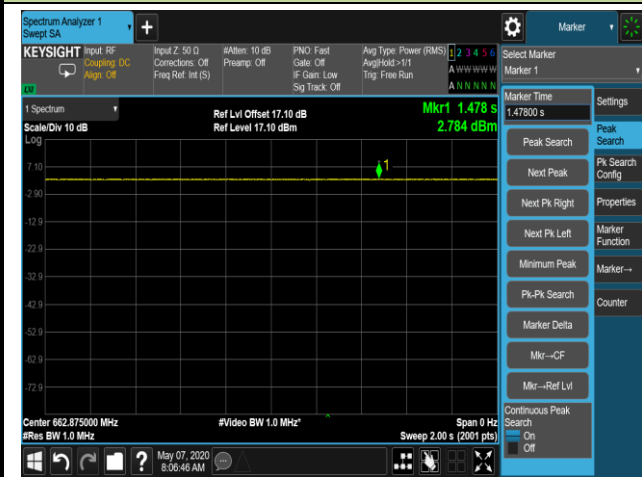 Spectrum Analyzer 1
Swept SA
+
Marker
KEYSIGHT
Input: RF
Coupling: DC
Align: Off
Input Z: 50 Ω
Corrections: Off
Freq Ref: Int (S)
#Atten: 10 dB
Preamp: Off
PNO: Fast
Gate: Off
IF Gain: Low
Sig Track: Off
Avg Type: Power (RMS)
Avg|Hold:>1/1
Trig: Free Run
1 2 3 4 5 6
A W W W W W
A N N N N N
Select Marker
Marker 1
1 Spectrum
Scale/Div 10 dB
Log
Ref Lvl Offset 17.10 dB
Ref Level 17.10 dBm
Mkr1 1.478 s
2.784 dBm
7.10
-2.90
-12.9
-22.9
-32.9
-42.9
-52.9
-62.9
-72.9
1
Center 662.875000 MHz
#Res BW 1.0 MHz
#Video BW 1.0 MHz*
Span 0 Hz
Sweep 2.00 s (2001 pts)
Marker Time
1.47800 s
Peak Search
Next Peak
Next Pk Right
Next Pk Left
Minimum Peak
Pk-Pk Search
Marker Delta
Mkr→CF
Mkr→Ref Lvl
Continuous Peak
Search
On
Off
Settings
Peak
Search
Pk Search
Config
Properties
Marker
Function
Marker→
Counter
?
May 07, 2020
8:06:46 AM